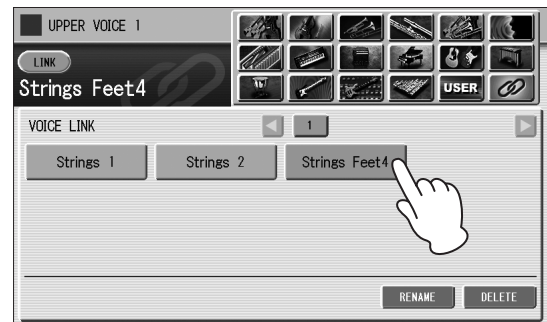 UPPER VOICE 1
LINK
Strings Feet4
USER
VOICE LINK
1
Strings 1 Strings 2 Strings Feet4
RENAME DELETE